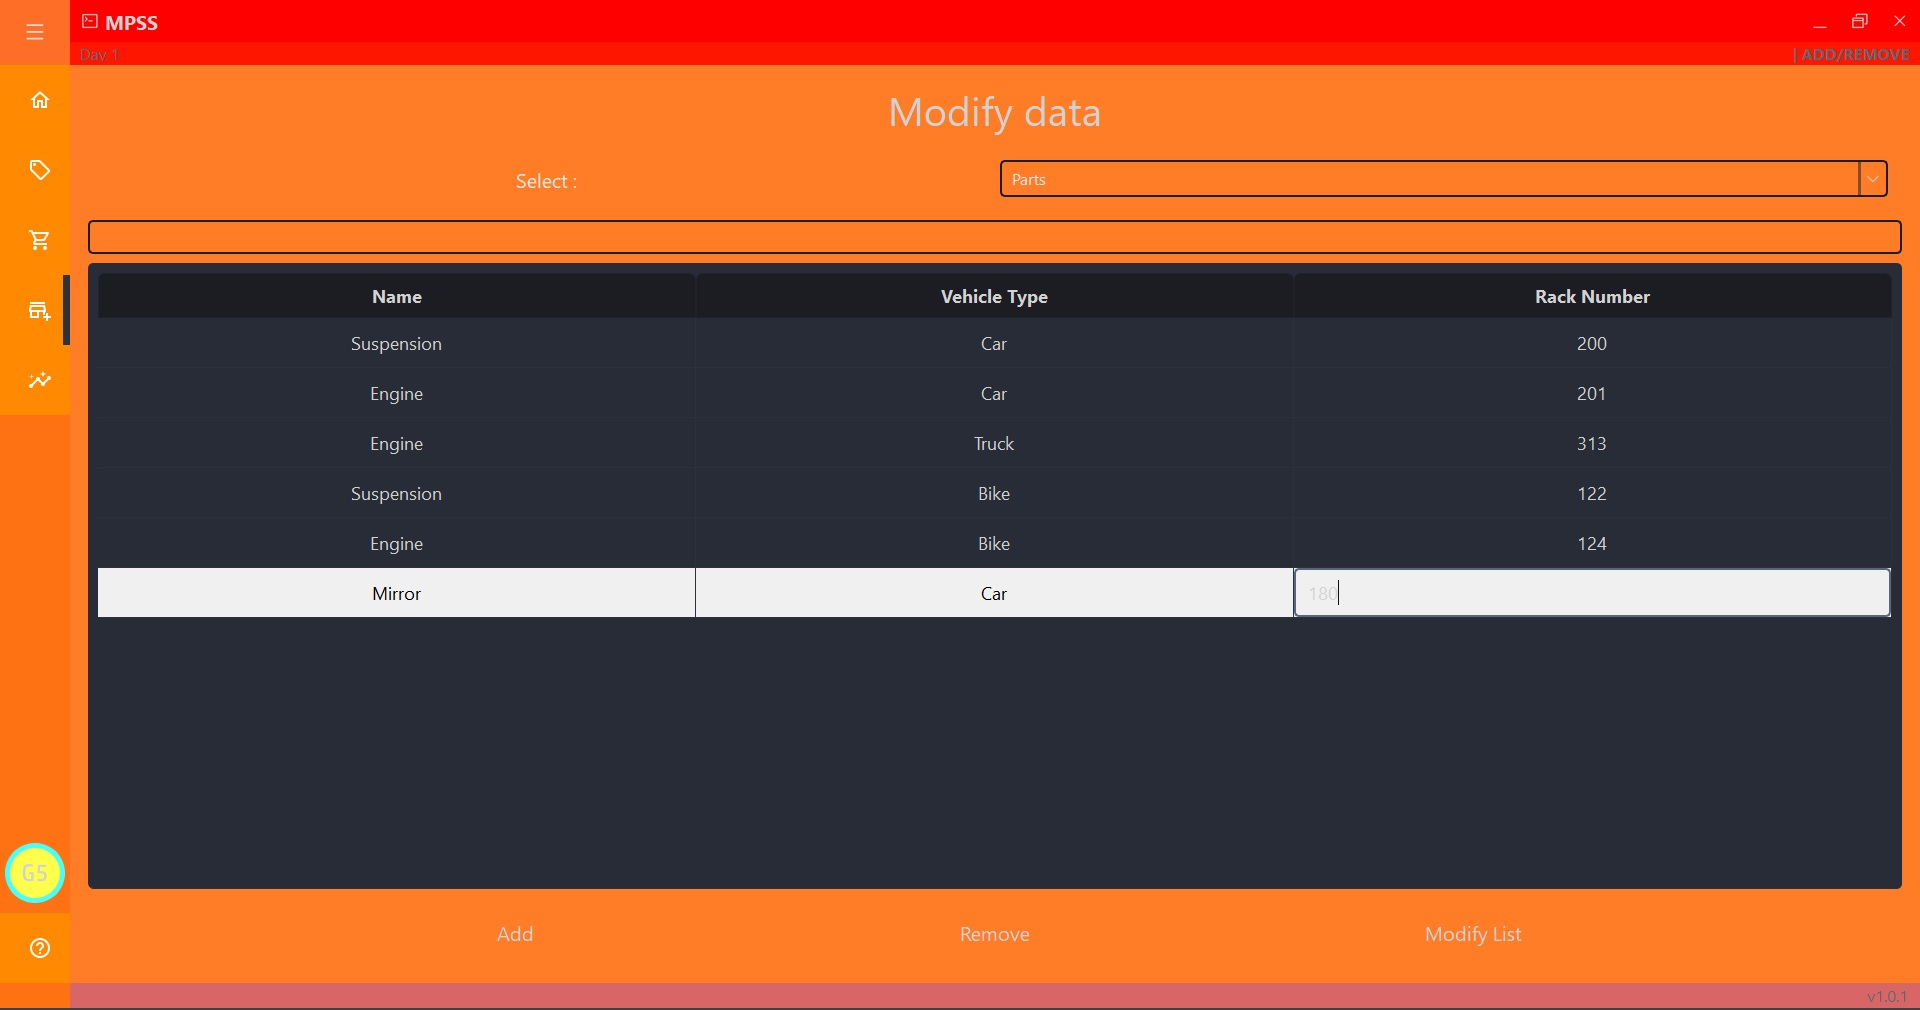 MPSS
Day 1
| ADD/REMOVE
Modify data
Select :
Parts
Name Vehicle Type Rack Number
Suspension Car 200
Engine Car 201
Engine Truck 313
Suspension Bike 122
Engine Bike 124
Mirror Car 180
G5
Add Remove Modify List
v1.0.1